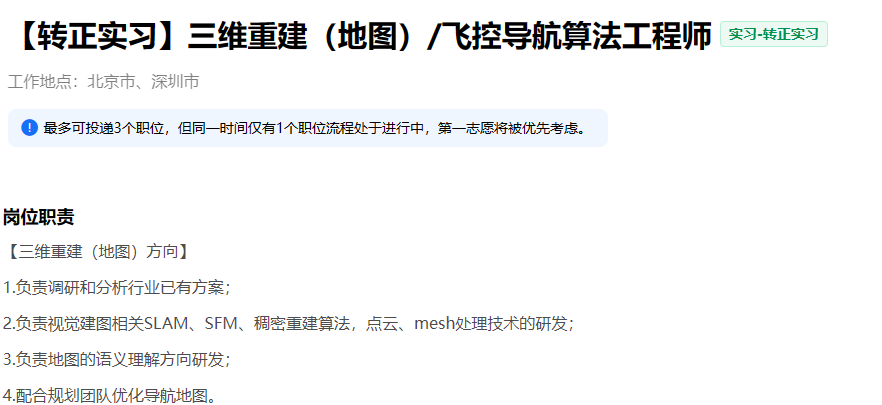 【转正实习】三维重建（地图）/飞控导航算法工程师 实习-转正实习
工作地点：北京市、深圳市
! 最多可投递3个职位，但同一时间仅有1个职位流程处于进行中，第一志愿将被优先考虑。
岗位职责
【三维重建（地图）方向】
1.负责调研和分析行业已有方案；
2.负责视觉建图相关SLAM、SFM、稠密重建算法，点云、mesh处理技术的研发；
3.负责地图的语义理解方向研发；
4.配合规划团队优化导航地图。